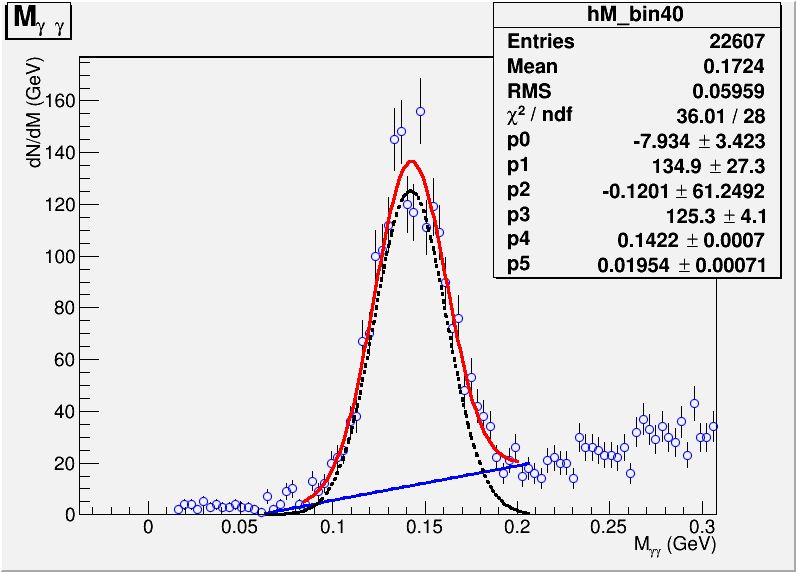 Mγ γ
hM_bin40
Entries 22607
Mean 0.1724
RMS 0.05959
χ² / ndf 36.01 / 28
p0 -7.934 ± 3.423
p1 134.9 ± 27.3
p2 -0.1201 ± 61.2492
p3 125.3 ± 4.1
p4 0.1422 ± 0.0007
p5 0.01954 ± 0.00071
dN/dM (GeV)
160
140
120
100
80
60
40
20
0
0 0.05 0.1 0.15 0.2 0.25 0.3
Mγγ (GeV)